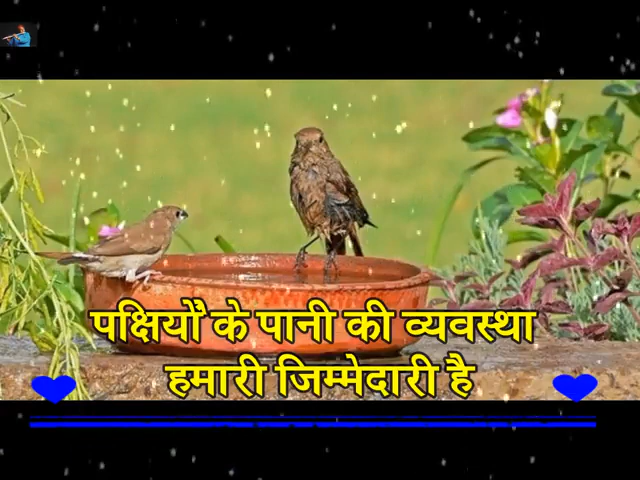 पक्षियों के पानी की व्यवस्था
हमारी जिम्मेदारी है